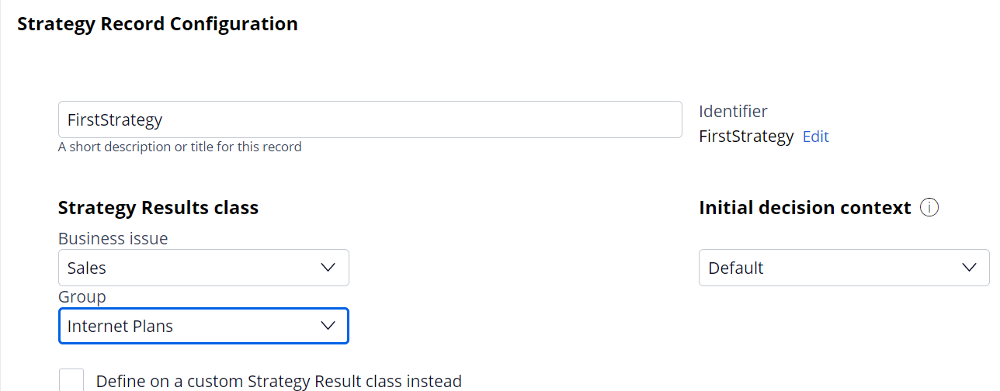 Strategy Record Configuration
FirstStrategy
A short description or title for this record
Identifier
FirstStrategy Edit
Strategy Results class
Business issue
Sales
Group
Internet Plans
Define on a custom Strategy Result class instead
Initial decision context i
Default